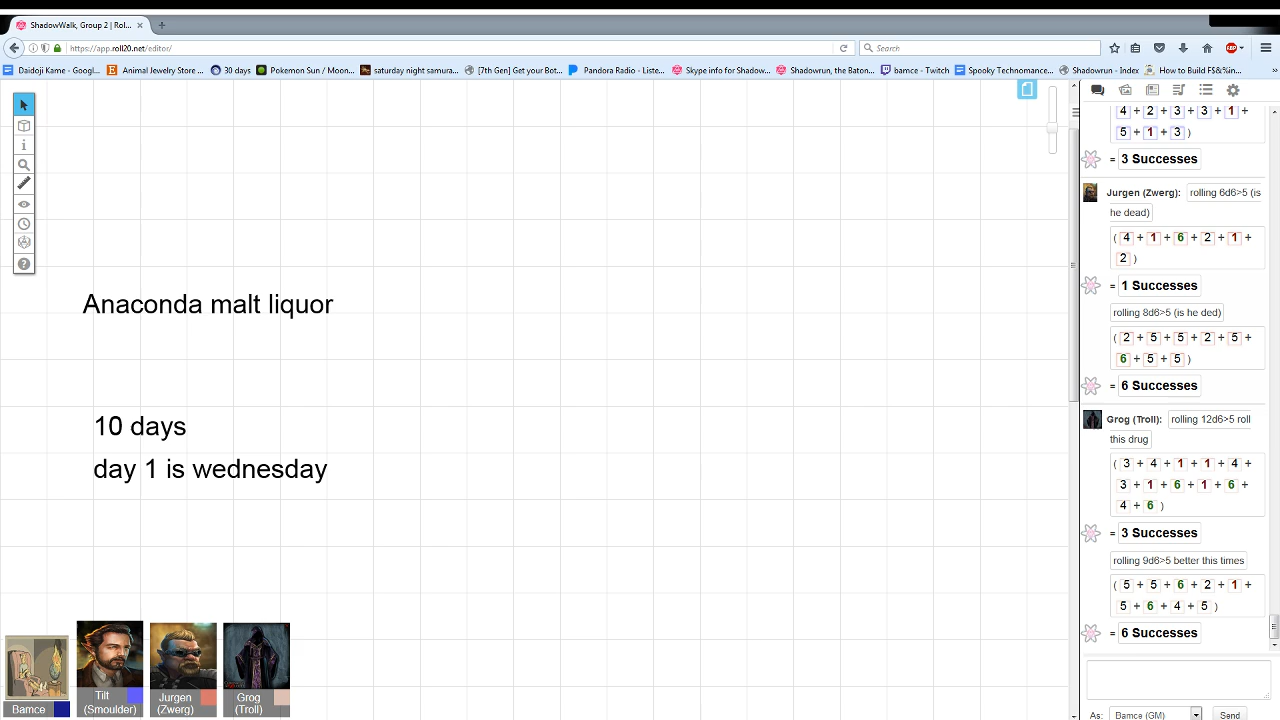 ShadowWalk, Group 2 | Rol...
https://app.roll20.net/editor/
Search
Daidoji Kame - Googl...
Animal Jewelry Store ...
30 days
Pokemon Sun / Moon...
saturday night samura...
[7th Gen] Get your Bot...
Pandora Radio - Liste...
Skype info for Shadow...
Shadowrun, the Baton...
bamce - Twitch
Spooky Technomance...
Shadowrun - Index
How to Build F$&%in...
4 + 2 + 3 + 3 + 1 +
5 + 1 + 3 )
= 3 Successes
Jurgen (Zwerg): rolling 6d6>5 (is
he dead)
( 4 + 1 + 6 + 2 + 1 +
2 )
= 1 Successes
rolling 8d6>5 (is he ded)
( 2 + 5 + 5 + 2 + 5 +
6 + 5 + 5 )
= 6 Successes
Grog (Troll): rolling 12d6>5 roll
this drug
( 3 + 4 + 1 + 1 + 4 +
3 + 1 + 6 + 1 + 6 +
4 + 6 )
= 3 Successes
rolling 9d6>5 better this times
( 5 + 5 + 6 + 2 + 1 +
5 + 6 + 4 + 5 )
= 6 Successes
Anaconda malt liquor
10 days
day 1 is wednesday
Bamce
Tilt
(Smoulder)
Jurgen
(Zwerg)
Grog
(Troll)
As: Bamce (GM) Send